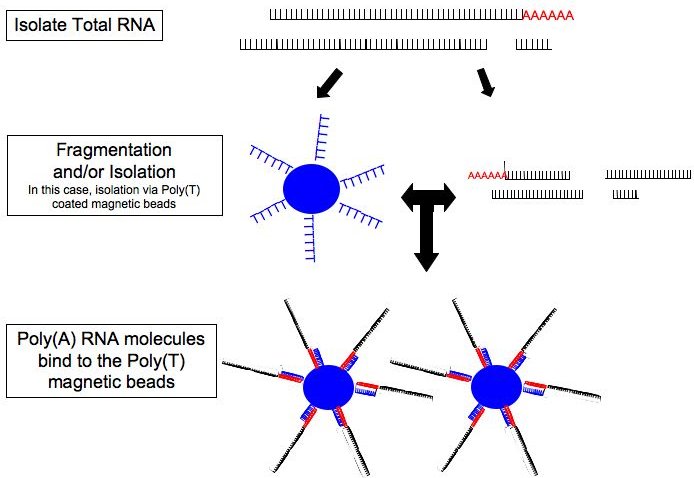 Isolate Total RNA
AAAAAA
Fragmentation
and/or Isolation
In this case, isolation via Poly(T)
coated magnetic beads
AAAAAA
Poly(A) RNA molecules
bind to the Poly(T)
magnetic beads